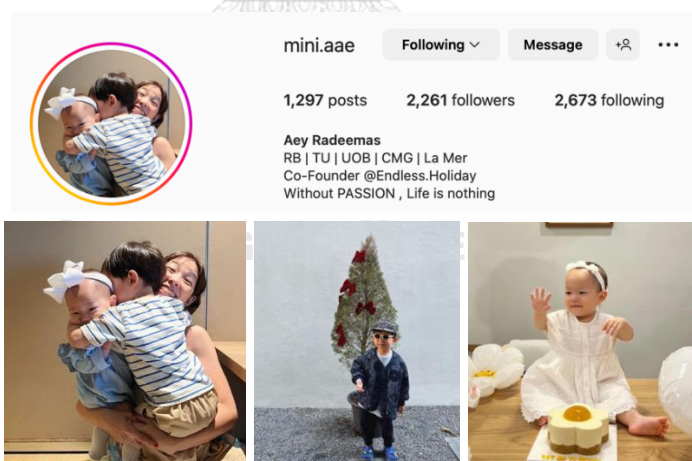 mini.aae Following Message
1,297 posts 2,261 followers 2,673 following
Aey Radeemas
RB | TU | UOB | CMG | La Mer
Co-Founder @Endless.Holiday
Without PASSION , Life is nothing